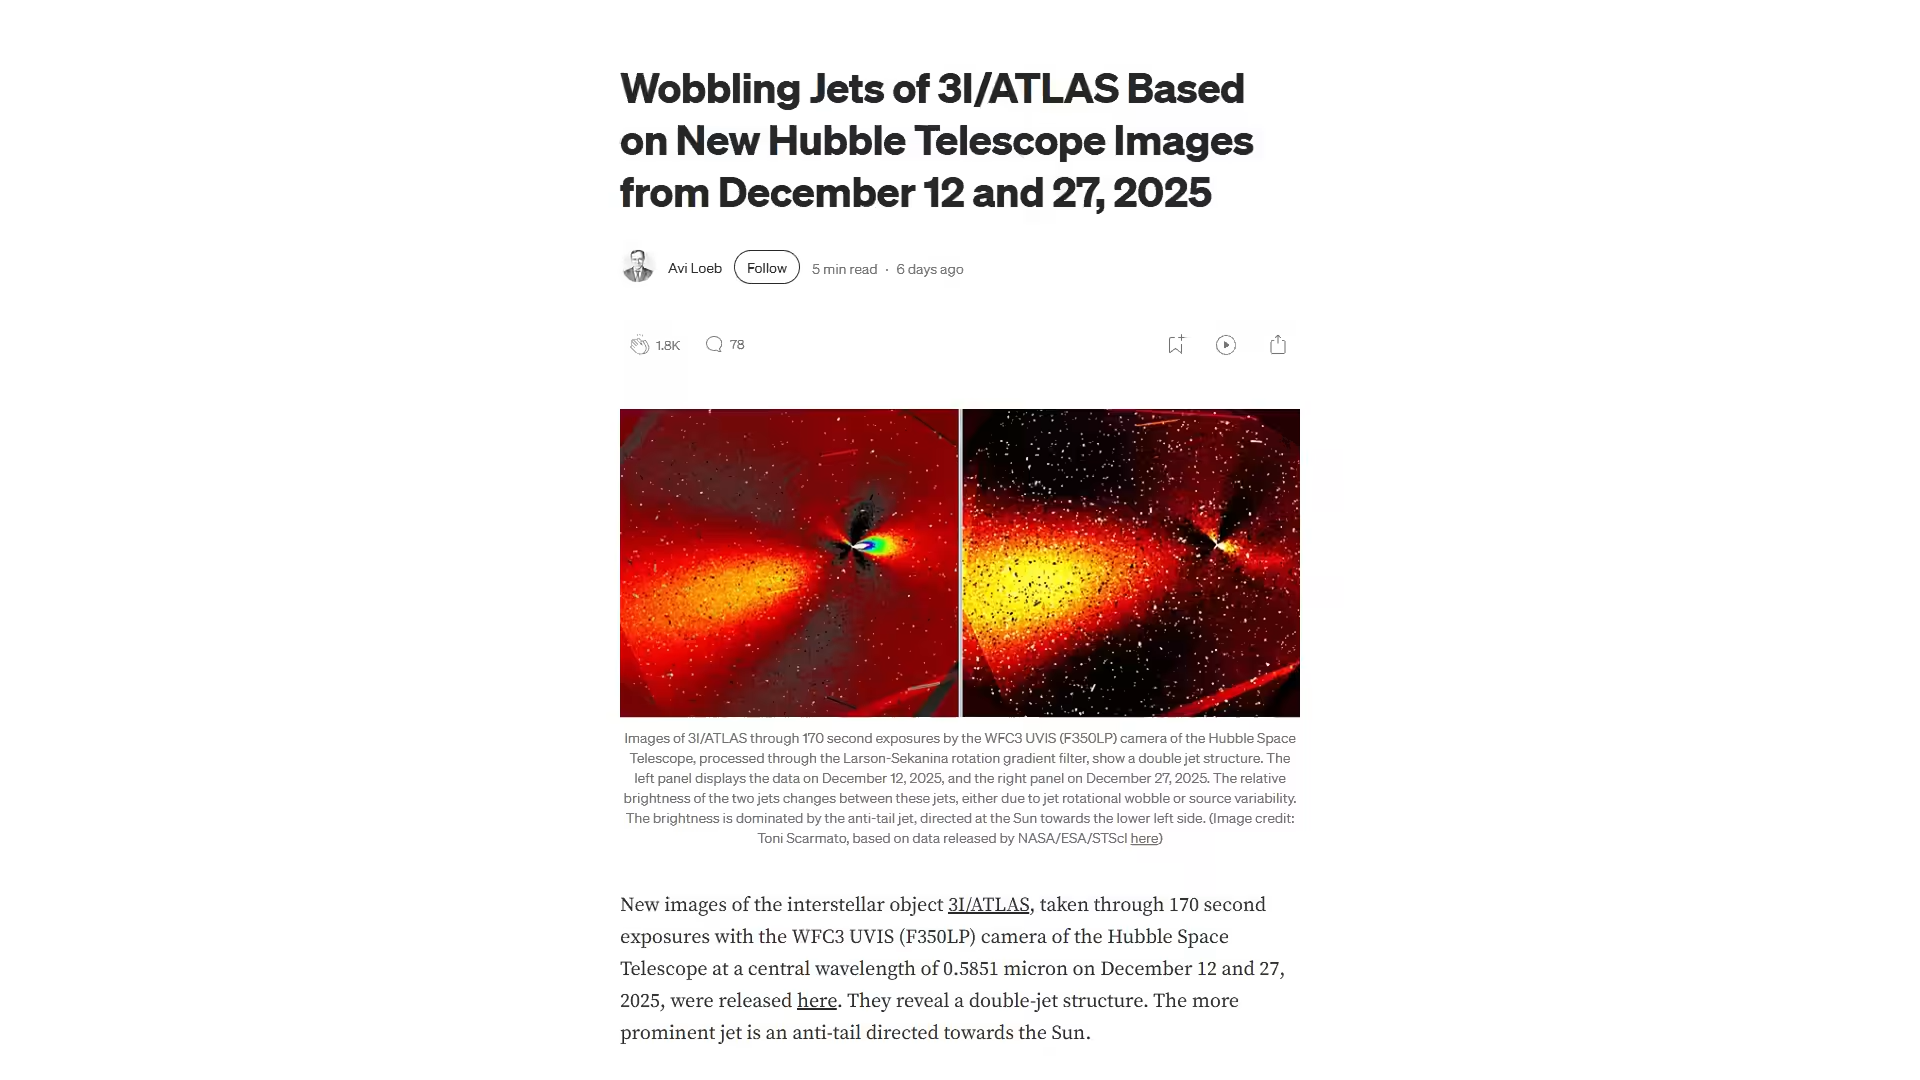 Wobbling Jets of 3I/ATLAS Based
on New Hubble Telescope Images
from December 12 and 27, 2025
Avi Loeb Follow 5 min read · 6 days ago
1.8K 78
Images of 3I/ATLAS through 170 second exposures by the WFC3 UVIS (F350LP) camera of the Hubble Space
Telescope, processed through the Larson-Sekanina rotation gradient filter, show a double jet structure. The
left panel displays the data on December 12, 2025, and the right panel on December 27, 2025. The relative
brightness of the two jets changes between these jets, either due to jet rotational wobble or source variability.
The brightness is dominated by the anti-tail jet, directed at the Sun towards the lower left side. (Image credit:
Toni Scarmato, based on data released by NASA/ESA/STScI here)
New images of the interstellar object 3I/ATLAS, taken through 170 second
exposures with the WFC3 UVIS (F350LP) camera of the Hubble Space
Telescope at a central wavelength of 0.5851 micron on December 12 and 27,
2025, were released here. They reveal a double-jet structure. The more
prominent jet is an anti-tail directed towards the Sun.